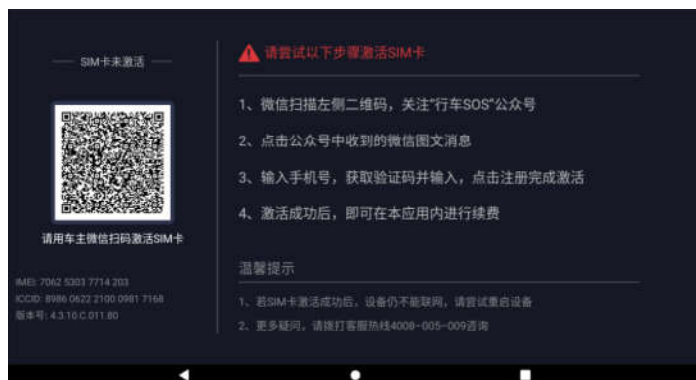 SIM卡未激活
请用车主微信扫码激活SIM卡
IMEI: 7062 5303 7714 203
ICCID: 8986 0622 2100 0981 7168
版本号: 4.3.10.C.011.80
请尝试以下步骤激活SIM卡
1、微信扫描左侧二维码，关注“行车SOS”公众号
2、点击公众号中收到的微信图文消息
3、输入手机号，获取验证码并输入，点击注册完成激活
4、激活成功后，即可在本应用内进行续费
温馨提示
1、若SIM卡激活成功后，设备仍不能联网，请尝试重启设备
2、更多疑问，请拨打客服热线4008-005-009咨询